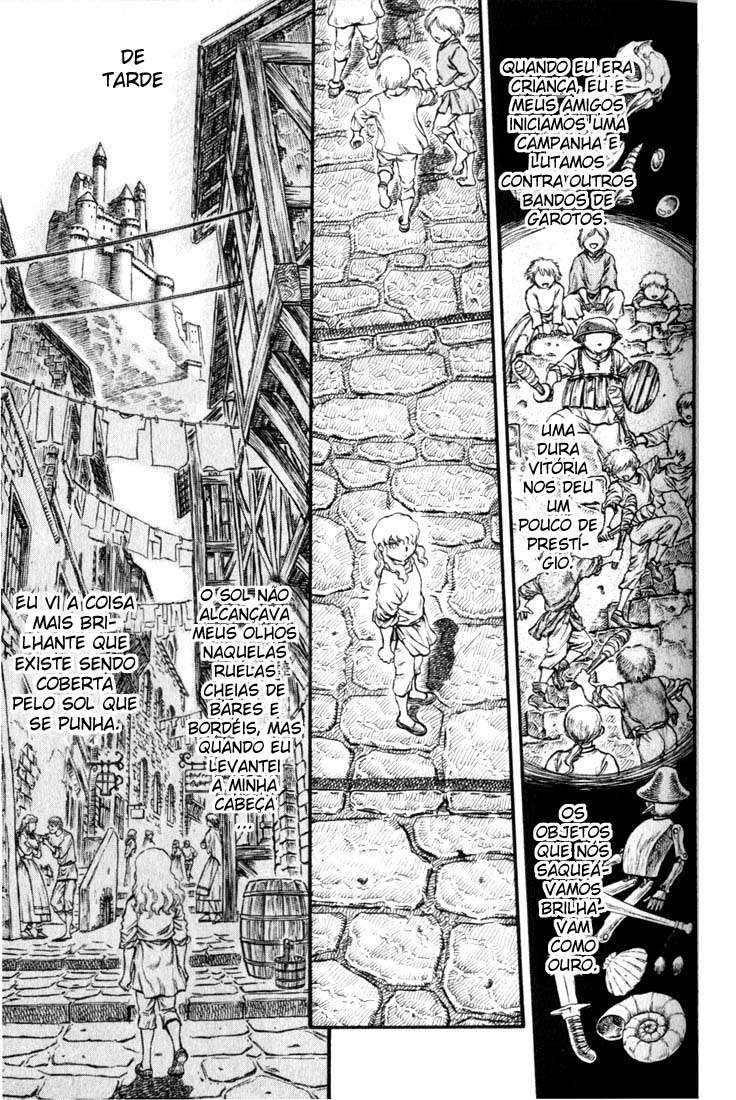 QUANDO EU ERA
CRIANÇA, EU E
MEUS ÂMIGOS
INICIAMOS UMA
CAMPANHA E
LUTAMOS
CONTRA OUTROS
BANDOS DE
GAROTOS.
UMA
DURA
VITÓRIA
NOS DEU
UM
POUCO DE
PRESTÍ-
GIO.
OS
OBJETOS
QUE NÓS
SAQUEÁ-
VAMOS
BRILHA-
VAM
COMO
OURO.
DE
TARDE
O SOL NÃO
ALCANÇAVA
MEUS OLHOS
NAQUELAS
RUELAS
CHEIAS DE
BARES E
BORDÉIS, MAS
QUANDO EU
LEVANTEI
A MINHA
CABEÇA
...
EU VI A COISA
MAIS BRI-
LHANTE QUE
EXISTE SENDO
COBERTA
PELO SOL QUE
SE PUNHA.